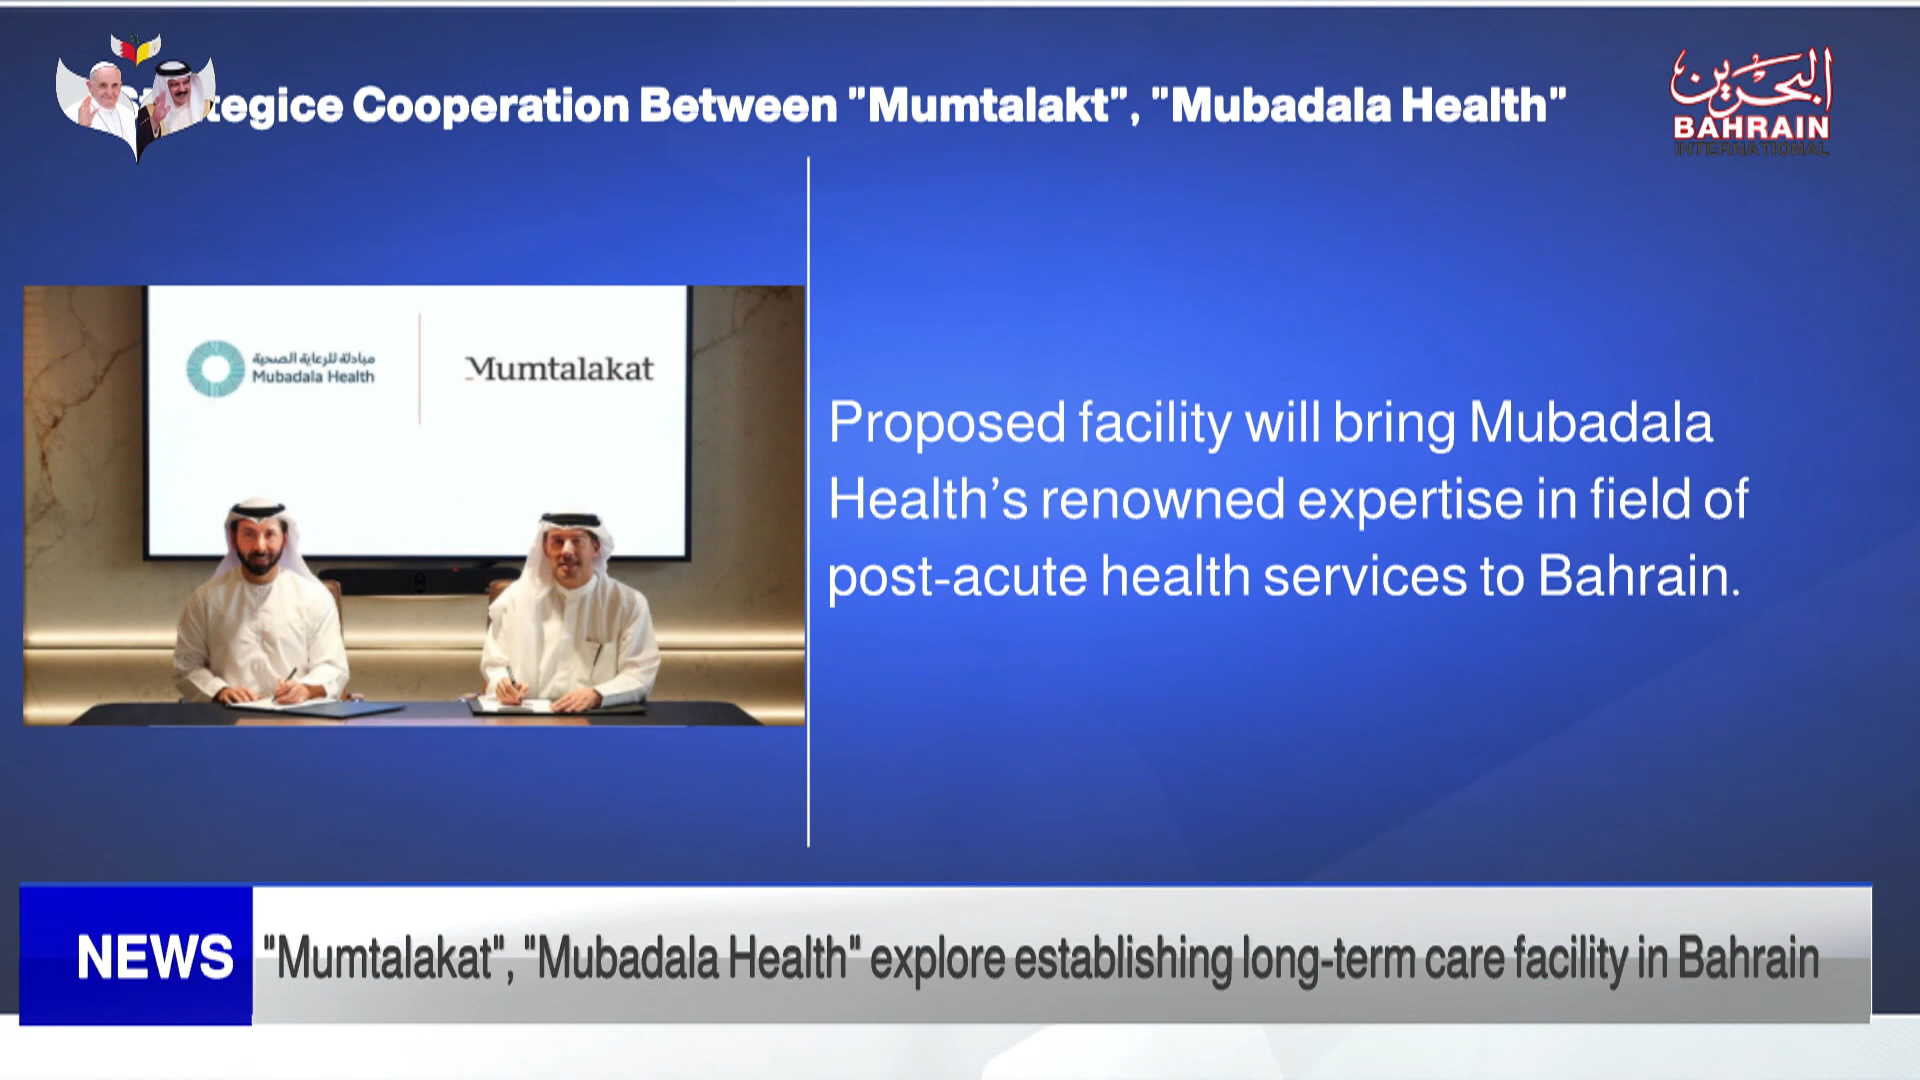 tegice Cooperation Between "Mumtalakt", "Mubadala Health"
البحرين
BAHRAIN
INTERNATIONAL
مبادلة للرعاية الصحية
Mubadala Health
Mumtalakat
Proposed facility will bring Mubadala
Health’s renowned expertise in field of
post-acute health services to Bahrain.
NEWS
"Mumtalakat", "Mubadala Health" explore establishing long-term care facility in Bahrain